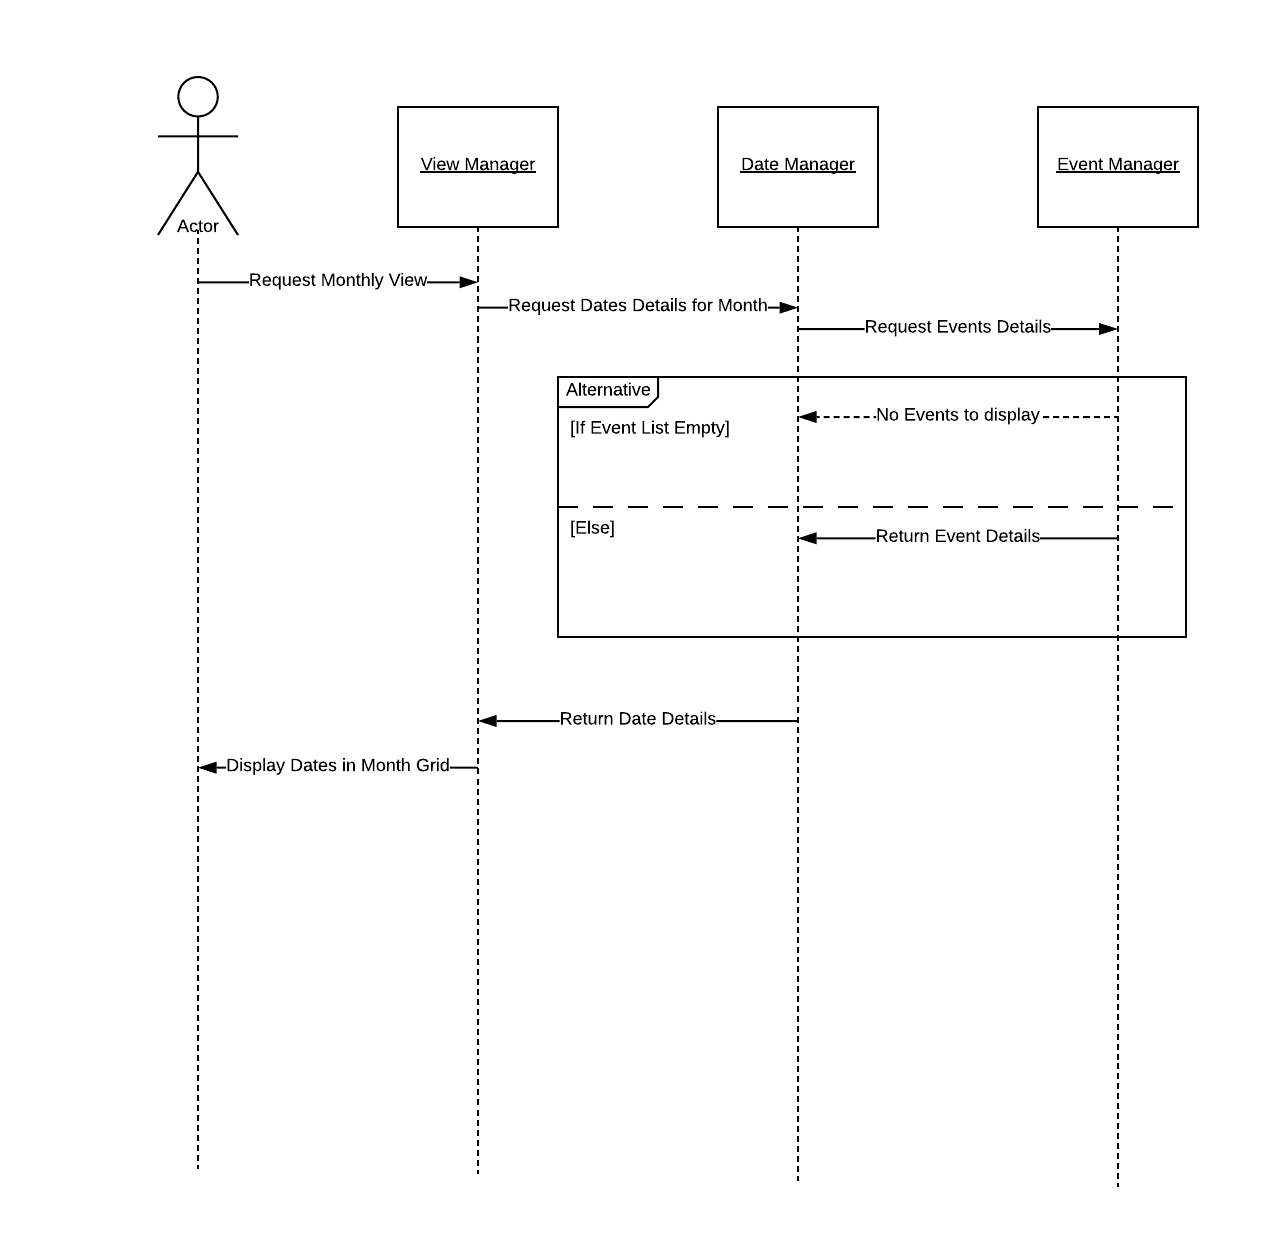 View Manager
Date Manager
Event Manager
Actor
Request Monthly View
Request Dates Details for Month
Request Events Details
Alternative
No Events to display
[If Event List Empty]
[Else]
Return Event Details
Return Date Details
Display Dates in Month Grid